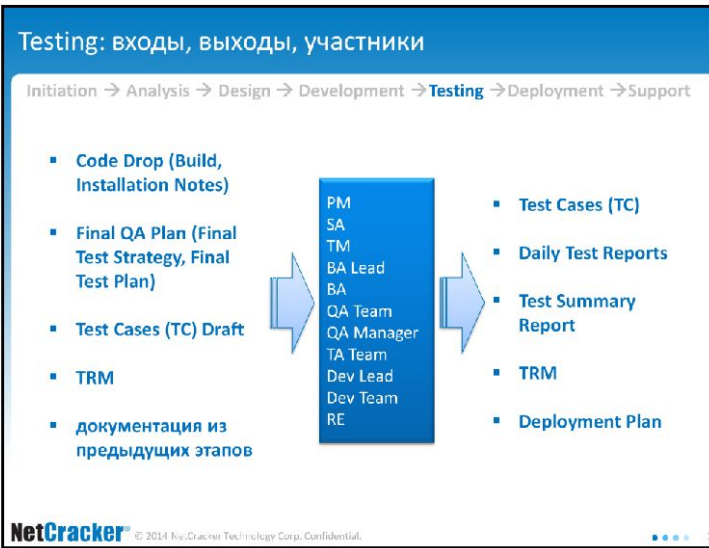 Testing: входы, выходы, участники
Initiation → Analysis → Design → Development → Testing → Deployment → Support
▪ Code Drop (Build,
Installation Notes)
▪ Final QA Plan (Final
Test Strategy, Final
Test Plan)
▪ Test Cases (TC) Draft
▪ TRM
▪ документация из
предыдущих этапов
PM
SA
TM
BA Lead
BA
QA Team
QA Manager
TA Team
Dev Lead
Dev Team
RE
▪ Test Cases (TC)
▪ Daily Test Reports
▪ Test Summary
Report
▪ TRM
▪ Deployment Plan
NetCracker® © 2014 NetCracker Technology Corp. Confidential.